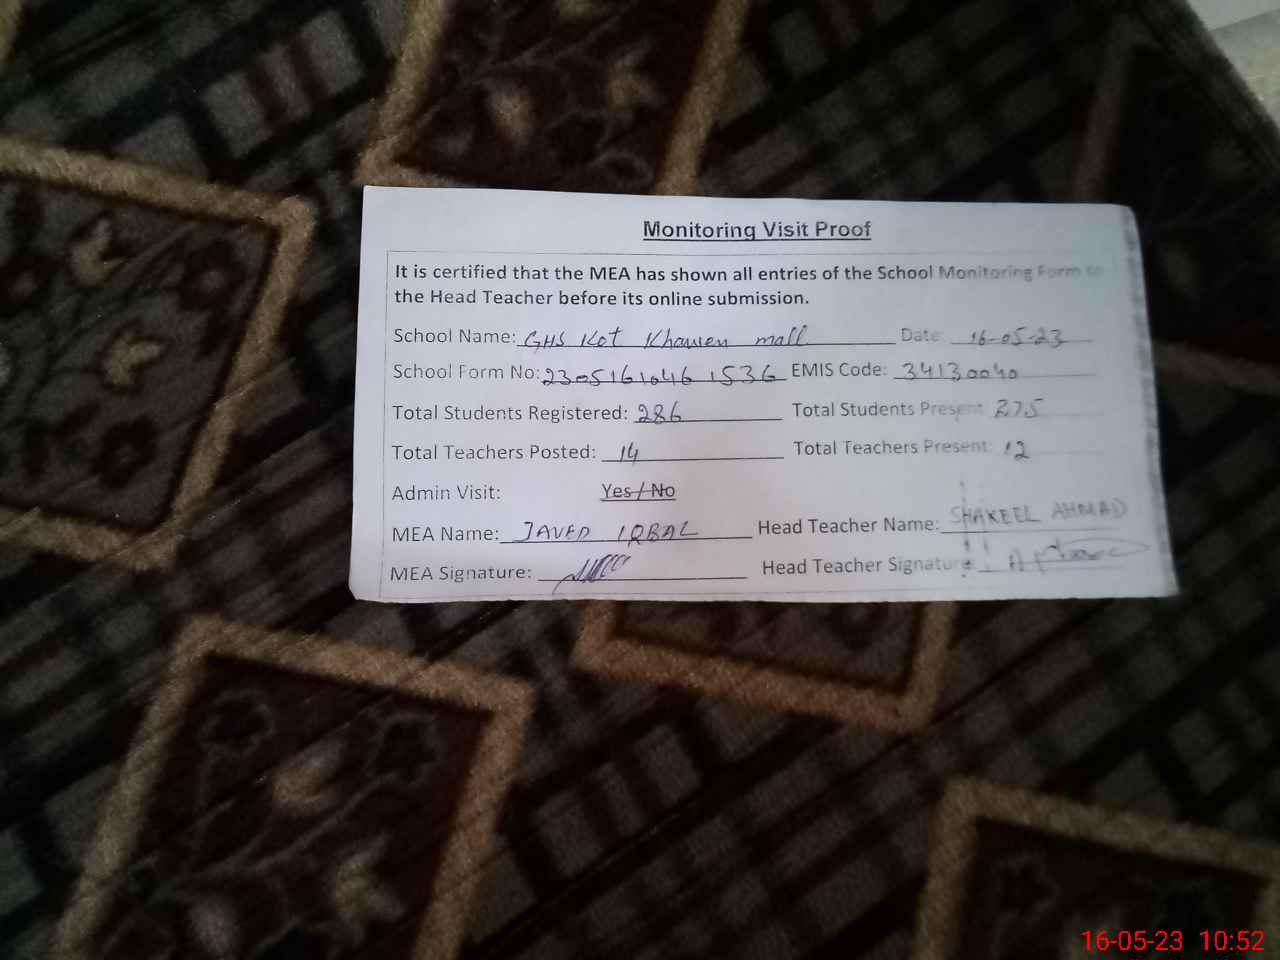 Monitoring Visit Proof
It is certified that the MEA has shown all entries of the School Monitoring Form to
the Head Teacher before its online submission.
School Name: GHS Kot Khawen mall Date: 16-05-23
School Form No: 2305161046 1536 EMIS Code: 34130040
Total Students Registered: 286 Total Students Present: 275
Total Teachers Posted: 14 Total Teachers Present: 12
Admin Visit: Yes / No
MEA Name: JAVED IQBAL Head Teacher Name: SHAKEEL AHMAD
MEA Signature: Head Teacher Signature:
16-05-23 10:52